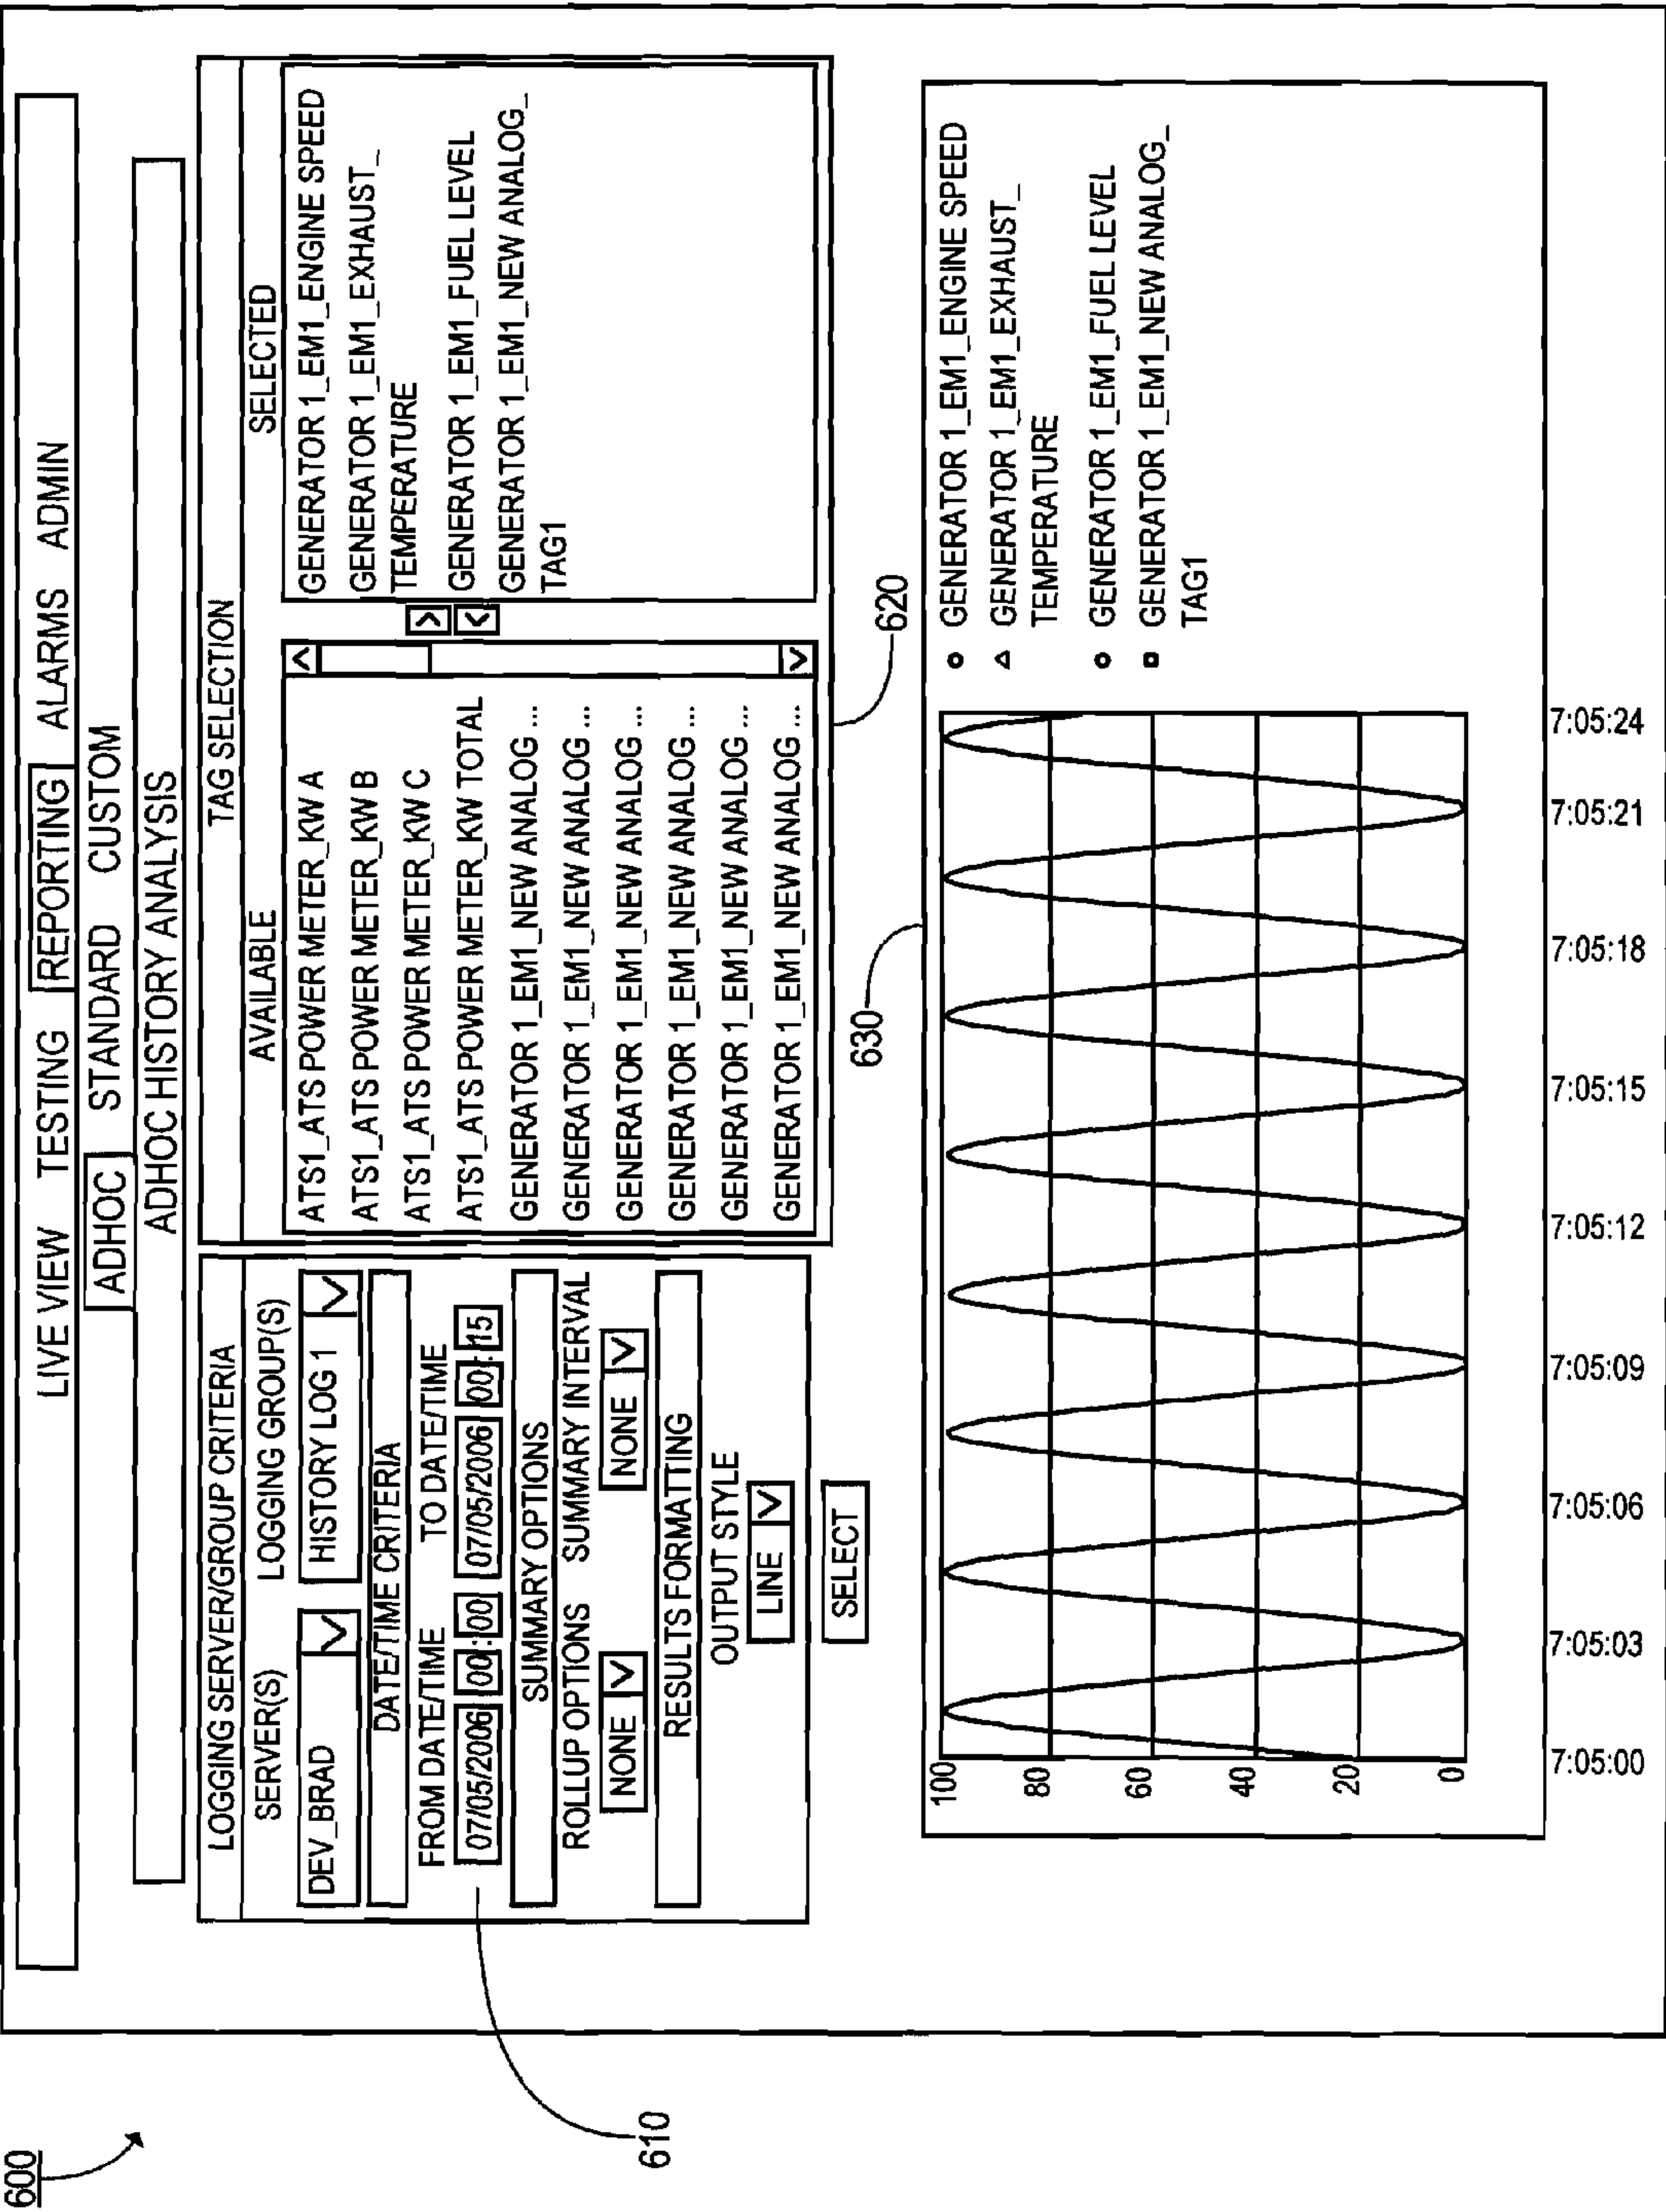 600
LIVE VIEW TESTING REPORTING ALARMS ADMIN
ADHOC STANDARD CUSTOM
ADHOC HISTORY ANALYSIS
LOGGING SERVER/GROUP CRITERIA
SERVER(S) LOGGING GROUP(S)
DEV_BRAD HISTORY LOG 1
DATE/TIME CRITERIA
FROM DATE/TIME TO DATE/TIME
07/05/2006 00:00 07/05/2006 00:15
SUMMARY OPTIONS
ROLLUP OPTIONS SUMMARY INTERVAL
NONE NONE
RESULTS FORMATTING
OUTPUT STYLE
LINE
SELECT
610
TAG SELECTION
AVAILABLE
ATS1_ATS POWER METER_KW A
ATS1_ATS POWER METER_KW B
ATS1_ATS POWER METER_KW C
ATS1_ATS POWER METER_KW TOTAL
GENERATOR 1_EM1_NEW ANALOG...
GENERATOR 1_EM1_NEW ANALOG...
GENERATOR 1_EM1_NEW ANALOG...
GENERATOR 1_EM1_NEW ANALOG...
GENERATOR 1_EM1_NEW ANALOG...
GENERATOR 1_EM1_NEW ANALOG...
SELECTED
GENERATOR 1_EM1_ENGINE SPEED
GENERATOR 1_EM1_EXHAUST_
TEMPERATURE
GENERATOR 1_EM1_FUEL LEVEL
GENERATOR 1_EM1_NEW ANALOG_
TAG1
620
630
100
80
60
40
20
0
7:05:00 7:05:03 7:05:06 7:05:09 7:05:12 7:05:15 7:05:18 7:05:21 7:05:24
GENERATOR 1_EM1_ENGINE SPEED
GENERATOR 1_EM1_EXHAUST_
TEMPERATURE
GENERATOR 1_EM1_FUEL LEVEL
GENERATOR 1_EM1_NEW ANALOG_
TAG1